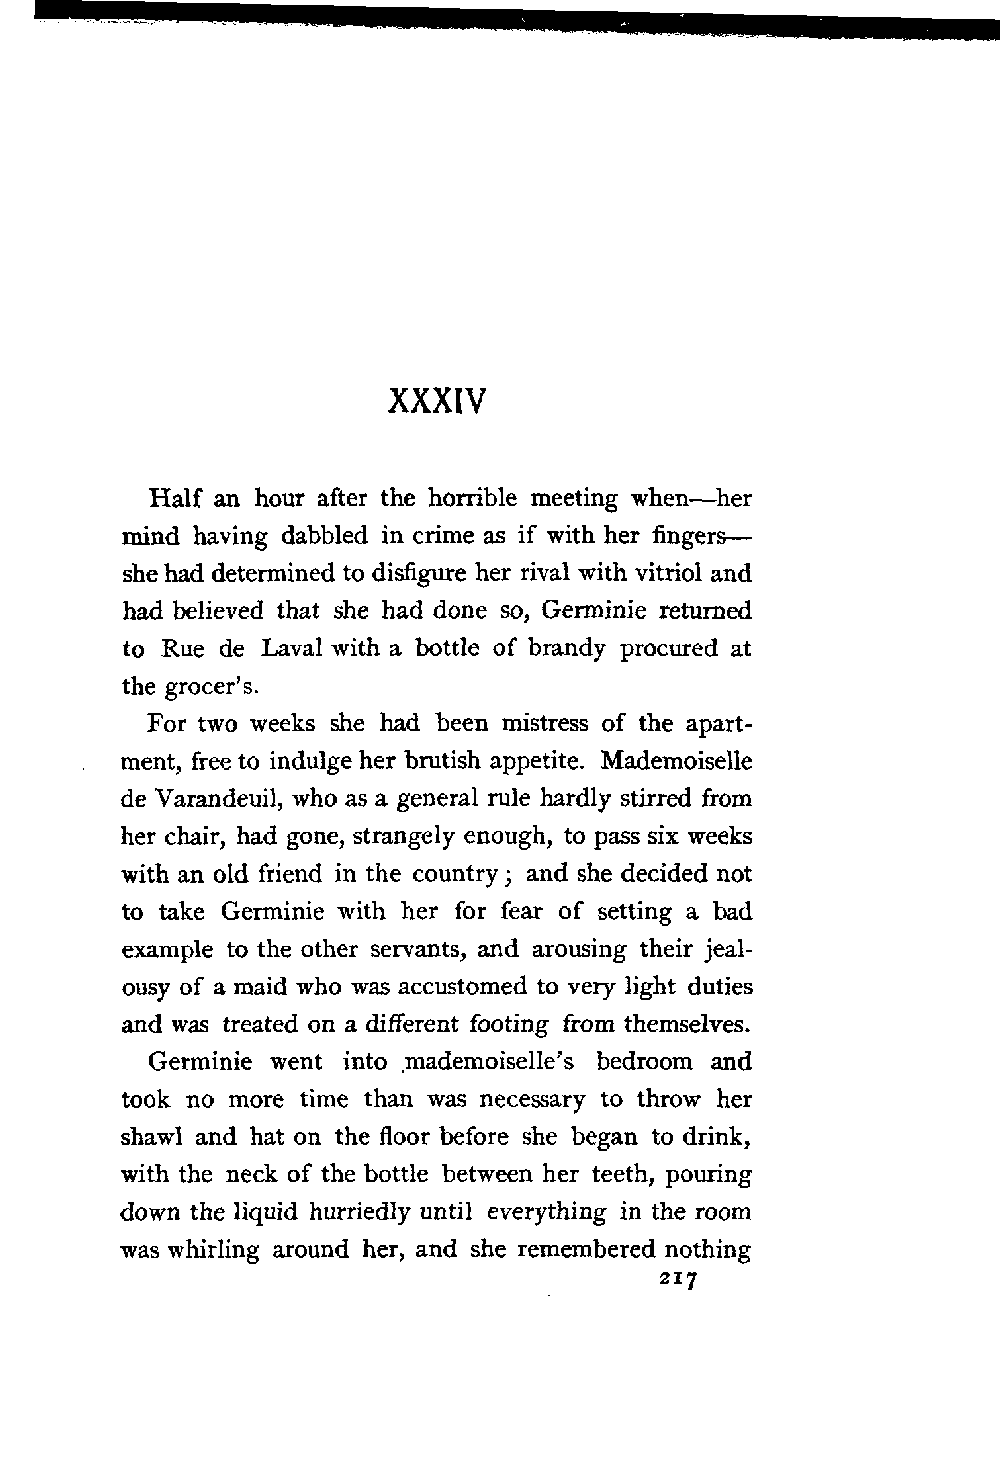 XXXIV
Half an hour after the horrible meeting when—her
mind having dabbled in crime as if with her fingers—
she had determined to disfigure her rival with vitriol and
had believed that she had done so, Germinie returned
to Rue de Laval with a bottle of brandy procured at
the grocer's.
For two weeks she had been mistress of the apart-
ment, free to indulge her brutish appetite. Mademoiselle
de Varandeuil, who as a general rule hardly stirred from
her chair, had gone, strangely enough, to pass six weeks
with an old friend in the country; and she decided not
to take Germinie with her for fear of setting a bad
example to the other servants, and arousing their jeal-
ousy of a maid who was accustomed to very light duties
and was treated on a different footing from themselves.
Germinie went into mademoiselle's bedroom and
took no more time than was necessary to throw her
shawl and hat on the floor before she began to drink,
with the neck of the bottle between her teeth, pouring
down the liquid hurriedly until everything in the room
was whirling around her, and she remembered nothing
217